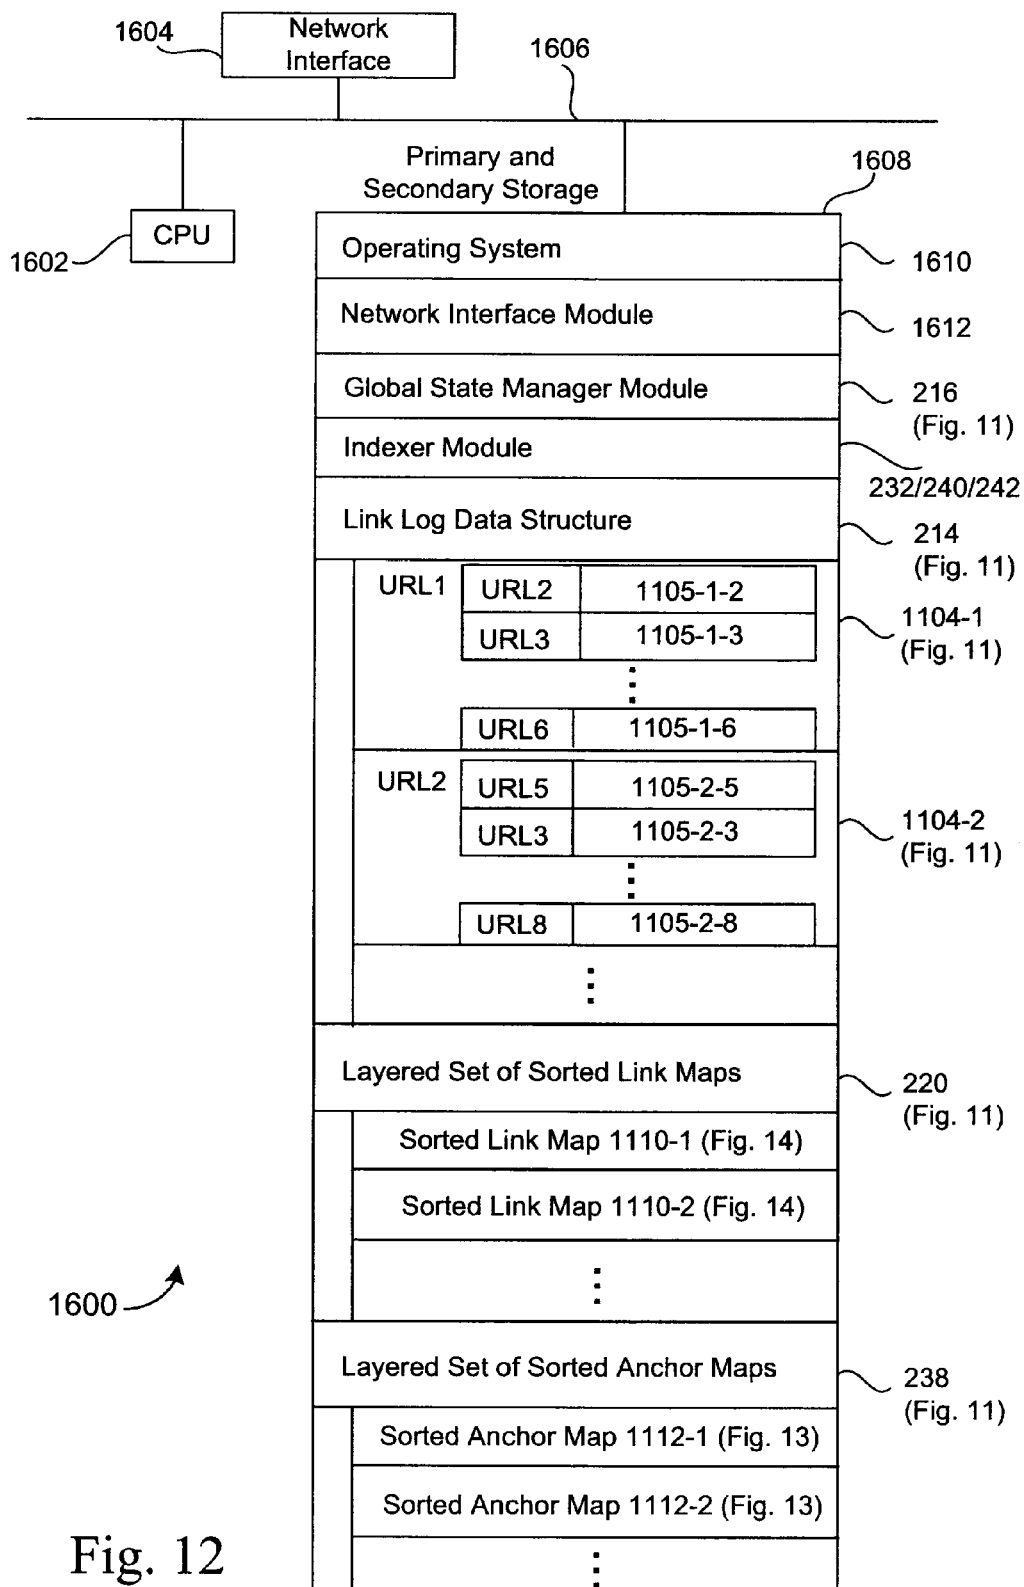 1604
Network
Interface
1606
Primary and
Secondary Storage
1608
CPU
1602
Operating System
1610
Network Interface Module
1612
Global State Manager Module
216
(Fig. 11)
Indexer Module
232/240/242
Link Log Data Structure
214
(Fig. 11)
URL1
URL2 1105-1-2
URL3 1105-1-3
URL6 1105-1-6
1104-1
(Fig. 11)
URL2
URL5 1105-2-5
URL3 1105-2-3
URL8 1105-2-8
1104-2
(Fig. 11)
Layered Set of Sorted Link Maps
220
(Fig. 11)
Sorted Link Map 1110-1 (Fig. 14)
Sorted Link Map 1110-2 (Fig. 14)
1600
Layered Set of Sorted Anchor Maps
238
(Fig. 11)
Sorted Anchor Map 1112-1 (Fig. 13)
Sorted Anchor Map 1112-2 (Fig. 13)
Fig. 12